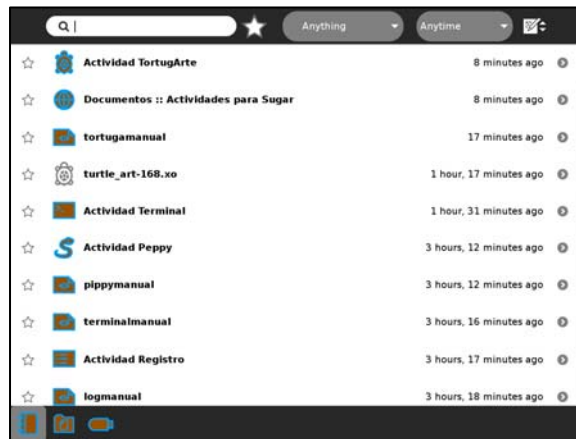 Anything
Anytime
Actividad TortugArte 8 minutes ago
Documentos :: Actividades para Sugar 8 minutes ago
tortugamanual 17 minutes ago
turtle_art-168.xo 1 hour, 17 minutes ago
Actividad Terminal 1 hour, 31 minutes ago
Actividad Peppy 3 hours, 12 minutes ago
pippymanual 3 hours, 12 minutes ago
terminalmanual 3 hours, 16 minutes ago
Actividad Registro 3 hours, 17 minutes ago
logmanual 3 hours, 18 minutes ago